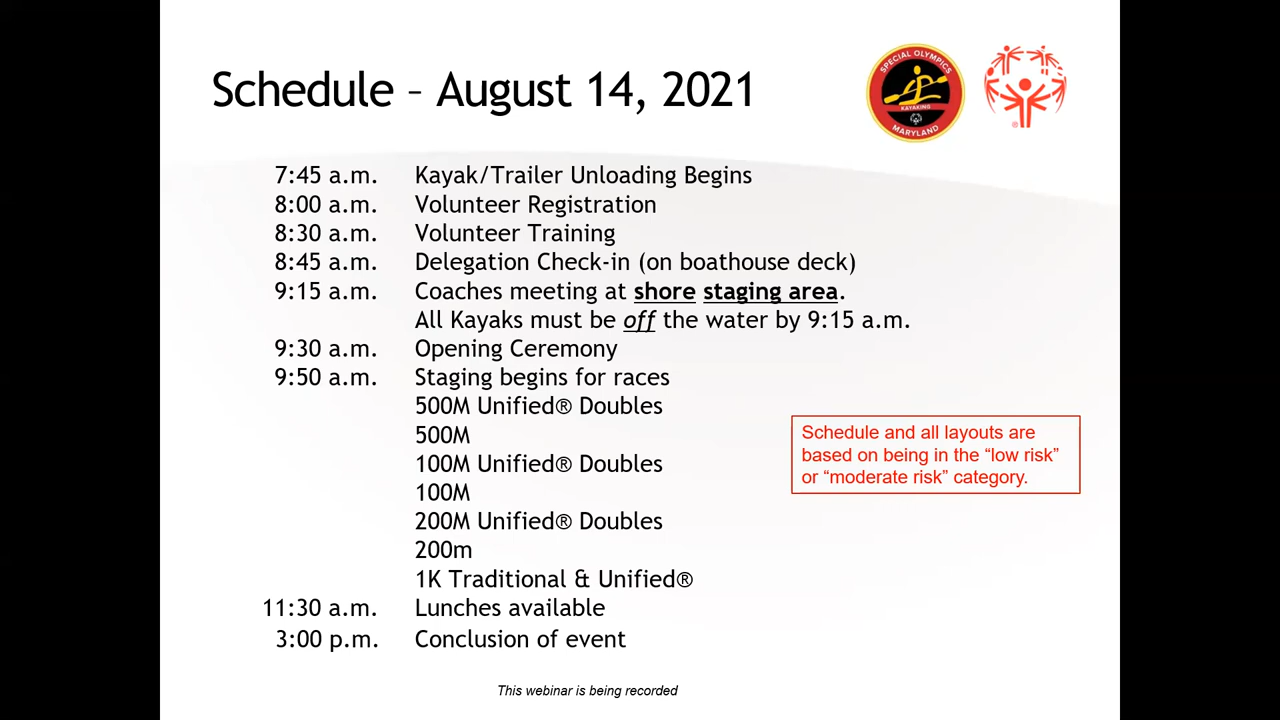 Schedule – August 14, 2021
SPECIAL OLYMPICS
KAYAKING
MARYLAND
®
7:45 a.m. Kayak/Trailer Unloading Begins
8:00 a.m. Volunteer Registration
8:30 a.m. Volunteer Training
8:45 a.m. Delegation Check-in (on boathouse deck)
9:15 a.m. Coaches meeting at shore staging area.
All Kayaks must be off the water by 9:15 a.m.
9:30 a.m. Opening Ceremony
9:50 a.m. Staging begins for races
500M Unified® Doubles
500M
100M Unified® Doubles
100M
200M Unified® Doubles
200m
1K Traditional & Unified®
11:30 a.m. Lunches available
3:00 p.m. Conclusion of event
Schedule and all layouts are
based on being in the “low risk”
or “moderate risk” category.
This webinar is being recorded